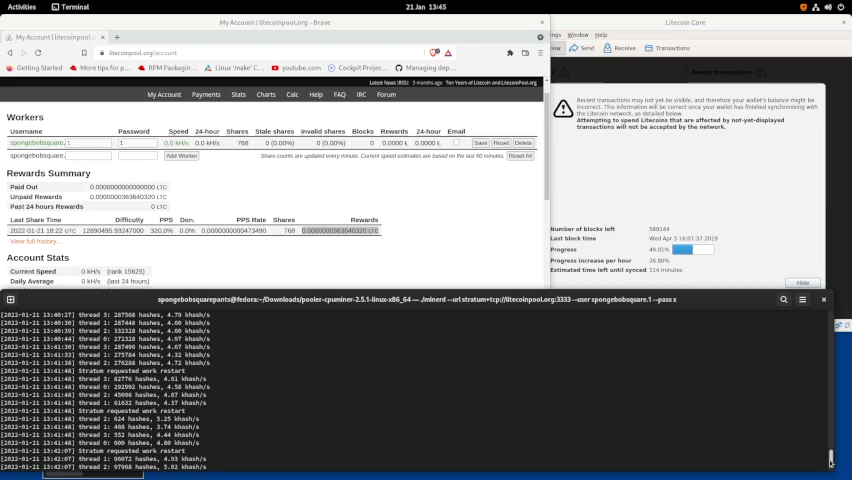 Activities Terminal 21 Jan 13:45
My Account | litecoinpool.org - Brave
My Account | litecoinpool.o
litecoinpool.org/account
Getting Started More tips for p... RPM Packagin... Linux 'make' C... youtube.com Cockpit Projec... Managing dep...
Latest News (RSS) 3 months ago Ten Years of Litecoin and LitecoinPool.org
My Account Payments Stats Charts Calc Help FAQ IRC Forum
Workers
Username Password Speed 24-hour Shares Stale shares Invalid shares Blocks Rewards 24-hour Email
spongebobsquare. 1 1 0.0 kH/s 0.0 kH/s 768 0 (0.00%) 0 (0.00%) 0 0.0000 Ł 0.0000 Ł Save Reset Delete
spongebobsquare. Add Worker Share counts are updated every minute. Current speed estimates are based on the last 60 minutes. Reset All
Rewards Summary
Paid Out 0.0000000000000000 LTC
Unpaid Rewards 0.0000000363640320 LTC
Past 24 hours Rewards 0 LTC
Last Share Time Difficulty PPS Don. PPS Rate Shares Rewards
2022-01-21 18:22 UTC 12890495.93247000 320.0% 0.0% 0.0000000000473490 768 0.0000000363640320 LTC
View full history...
Account Stats
Current Speed 0 kH/s (rank 15625)
Daily Average 0 kH/s (last 24 hours)
Litecoin Core
ngs Window Help
Send Receive Transactions
Recent transactions
Recent transactions may not yet be visible, and therefore your wallet's balance might be
incorrect. This information will be correct once your wallet has finished synchronising with
the Litecoin network, as detailed below.
Attempting to spend Litecoins that are affected by not-yet-displayed
transactions will not be accepted by the network.
Number of blocks left 589144
Last block time Wed Apr 3 16:01:37 2019
Progress 49.01%
Progress increase per hour 26.80%
Estimated time left until synced 114 minutes
Hide
spongebobsquarepants@fedora:~/Downloads/pooler-cpuminer-2.5.1-linux-x86_64 — ./minerd --url stratum+tcp://litecoinpool.org:3333 --user spongebobsquare.1 --pass x
[2022-01-21 13:40:27] thread 3: 287568 hashes, 4.79 khash/s
[2022-01-21 13:40:30] thread 1: 287448 hashes, 4.60 khash/s
[2022-01-21 13:40:39] thread 2: 332328 hashes, 4.60 khash/s
[2022-01-21 13:40:44] thread 0: 272328 hashes, 4.97 khash/s
[2022-01-21 13:41:30] thread 3: 287496 hashes, 4.67 khash/s
[2022-01-21 13:41:33] thread 1: 275784 hashes, 4.32 khash/s
[2022-01-21 13:41:38] thread 2: 276288 hashes, 4.72 khash/s
[2022-01-21 13:41:48] Stratum requested work restart
[2022-01-21 13:41:48] thread 3: 82776 hashes, 4.61 khash/s
[2022-01-21 13:41:48] thread 0: 292992 hashes, 4.58 khash/s
[2022-01-21 13:41:48] thread 2: 45096 hashes, 4.67 khash/s
[2022-01-21 13:41:48] thread 1: 61632 hashes, 4.37 khash/s
[2022-01-21 13:41:48] Stratum requested work restart
[2022-01-21 13:41:48] thread 2: 624 hashes, 5.25 khash/s
[2022-01-21 13:41:48] thread 1: 408 hashes, 3.74 khash/s
[2022-01-21 13:41:48] thread 3: 552 hashes, 4.44 khash/s
[2022-01-21 13:41:48] thread 0: 600 hashes, 4.80 khash/s
[2022-01-21 13:42:07] Stratum requested work restart
[2022-01-21 13:42:07] thread 1: 96072 hashes, 4.93 khash/s
[2022-01-21 13:42:07] thread 2: 97968 hashes, 5.02 khash/s